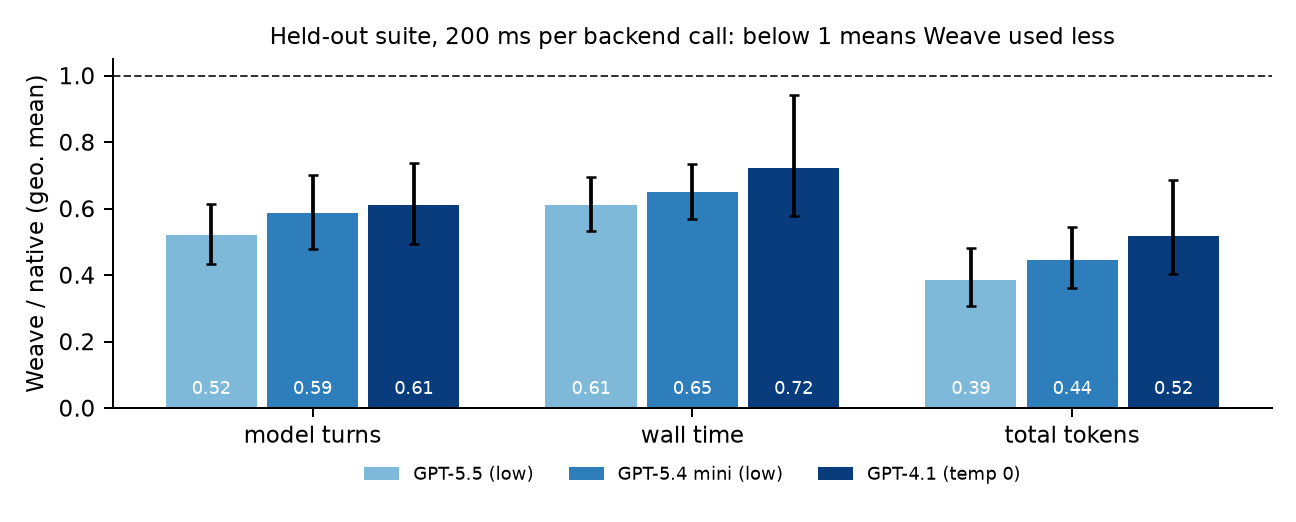 Held-out suite, 200 ms per backend call: below 1 means Weave used less
Weave / native (geo. mean)
1.0
0.8
0.6
0.4
0.2
0.0
0.52
0.59
0.61
0.61
0.65
0.72
0.39
0.44
0.52
model turns
wall time
total tokens
GPT-5.5 (low)
GPT-5.4 mini (low)
GPT-4.1 (temp 0)